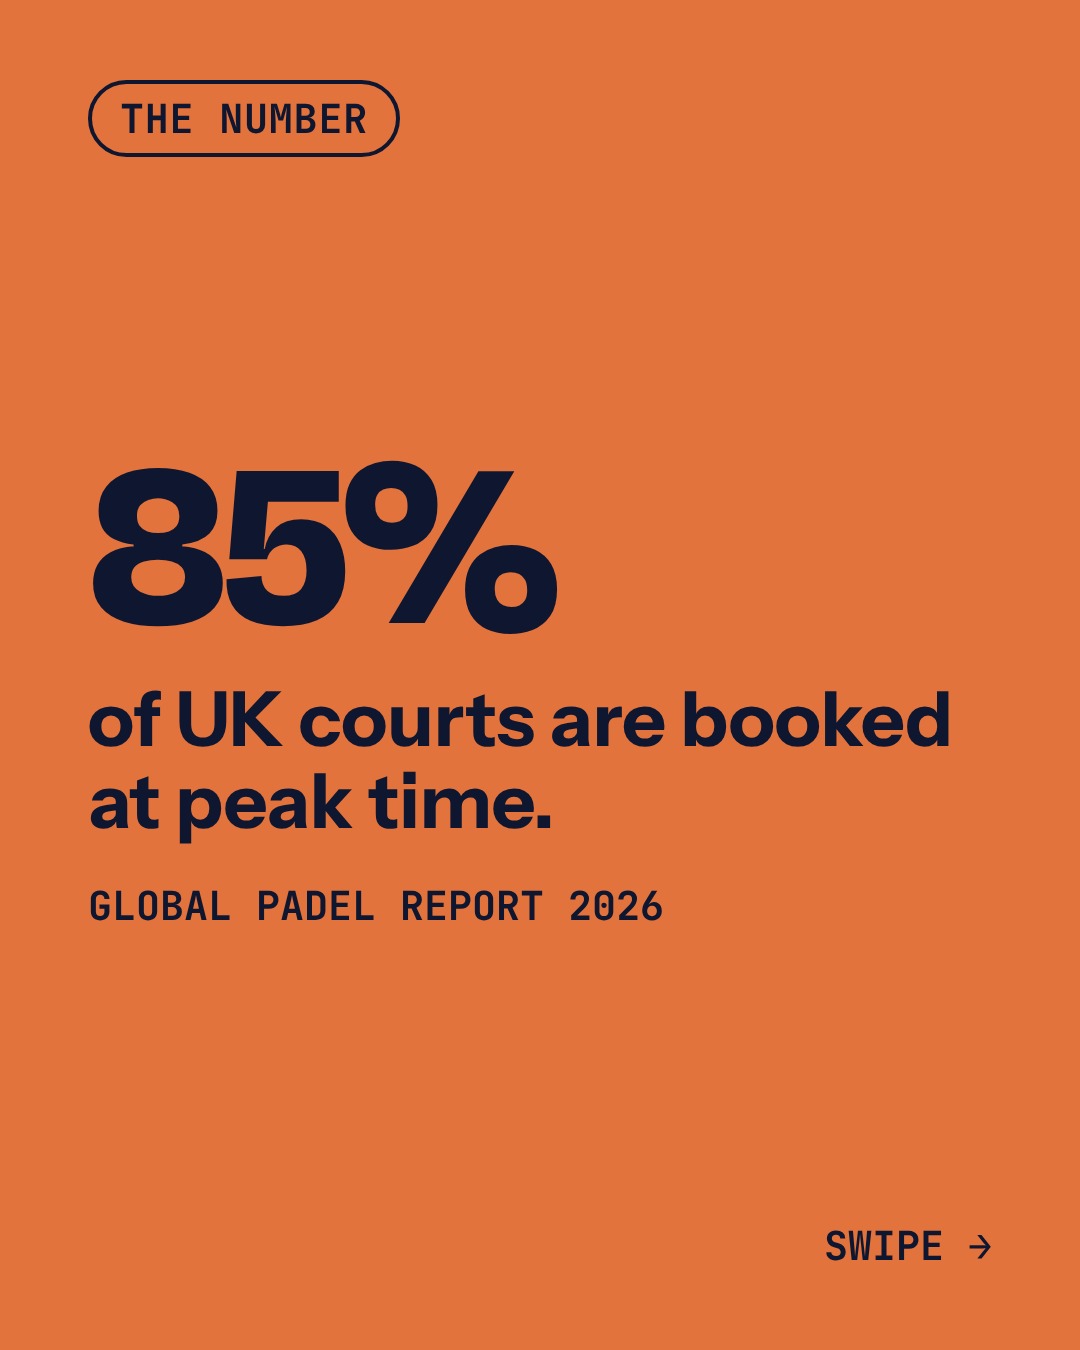 THE NUMBER
85%
of UK courts are booked
at peak time.
GLOBAL PADEL REPORT 2026
SWIPE →